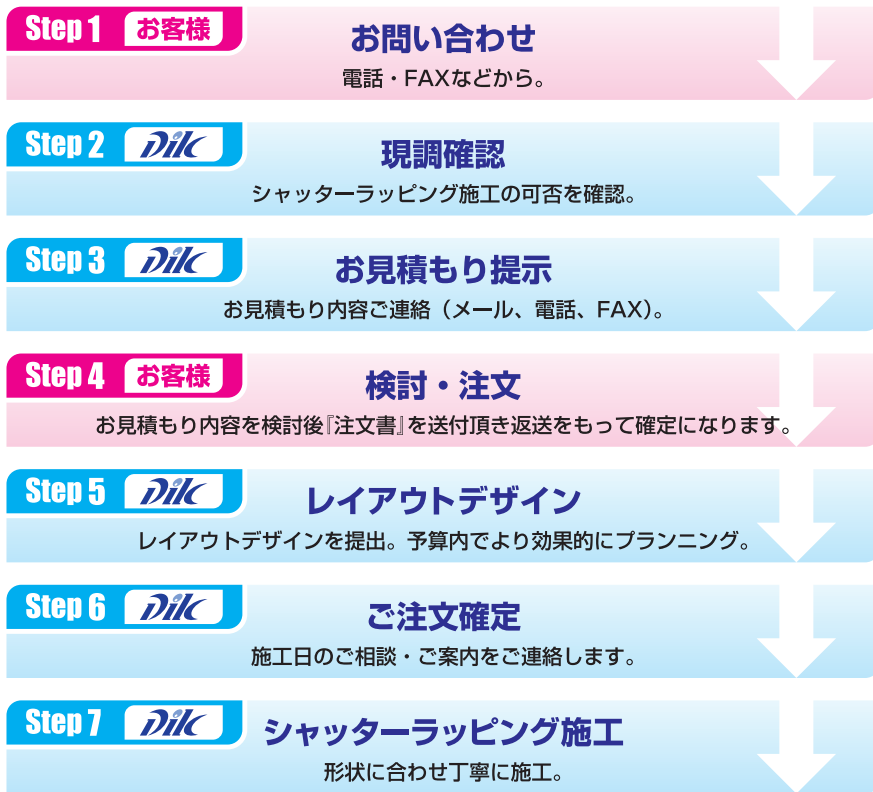 Step 1 お客様
お問い合わせ
電話・FAXなどから。
Step 2 Dilc
現調確認
シャッターラッピング施工の可否を確認。
Step 3 Dilc
お見積もり提示
お見積もり内容ご連絡（メール、電話、FAX）。
Step 4 お客様
検討・注文
お見積もり内容を検討後『注文書』を送付頂き返送をもって確定になります。
Step 5 Dilc
レイアウトデザイン
レイアウトデザインを提出。予算内でより効果的にプランニング。
Step 6 Dilc
ご注文確定
施工日のご相談・ご案内をご連絡します。
Step 7 Dilc
シャッターラッピング施工
形状に合わせ丁寧に施工。